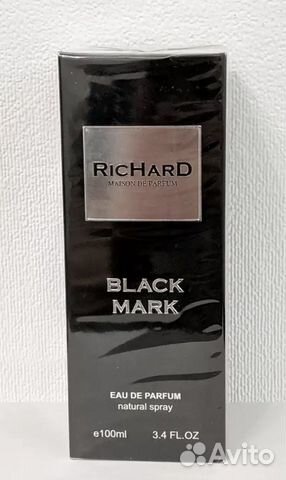 RicHarD
MAISON DE PARFUM
BLACK
MARK
EAU DE PARFUM
natural spray
e100ml 3.4 FL.OZ
Avito